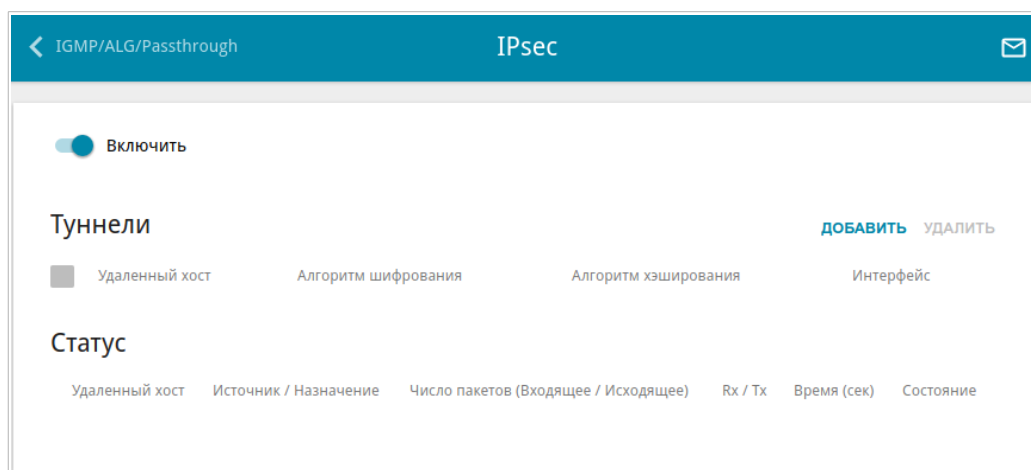 IGMP/ALG/Passthrough IPsec
Включить
Туннели ДОБАВИТЬ УДАЛИТЬ
Удаленный хост Алгоритм шифрования Алгоритм хэширования Интерфейс
Статус
Удаленный хост Источник / Назначение Число пакетов (Входящее / Исходящее) Rx / Tx Время (сек) Состояние